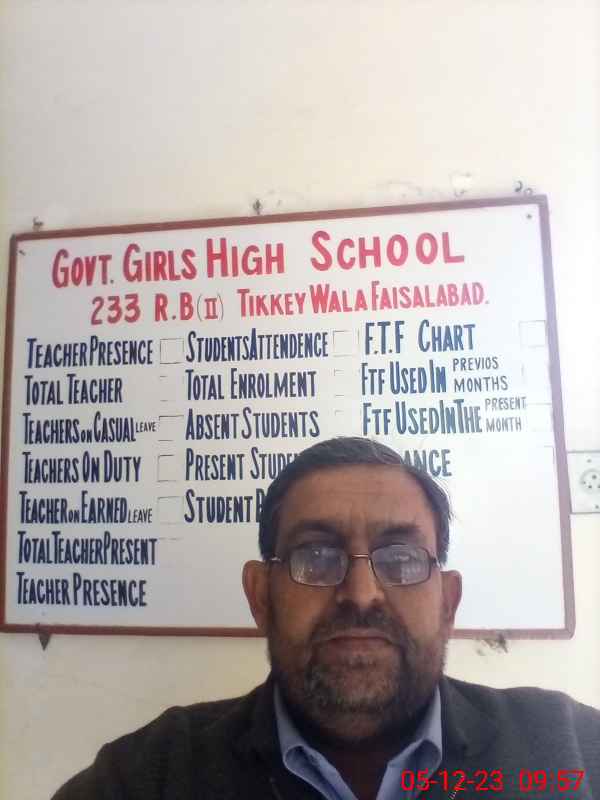 GOVT. GIRLS HIGH SCHOOL
233 R.B(II) TIKKEY WALA FAISALABAD.
TEACHER PRESENCE
TOTAL TEACHER
TEACHERS ON CASUAL LEAVE
TEACHERS ON DUTY
TEACHER ON EARNED LEAVE
TOTAL TEACHER PRESENT
TEACHER PRESENCE
STUDENTS ATTENDENCE
TOTAL ENROLMENT
ABSENT STUDENTS
PRESENT STUDE
STUDENT
F.T.F CHART
FTF USED IN PREVIOS MONTHS
FTF USED IN THE PRESENT MONTH
ANCE
05-12-23 09:57